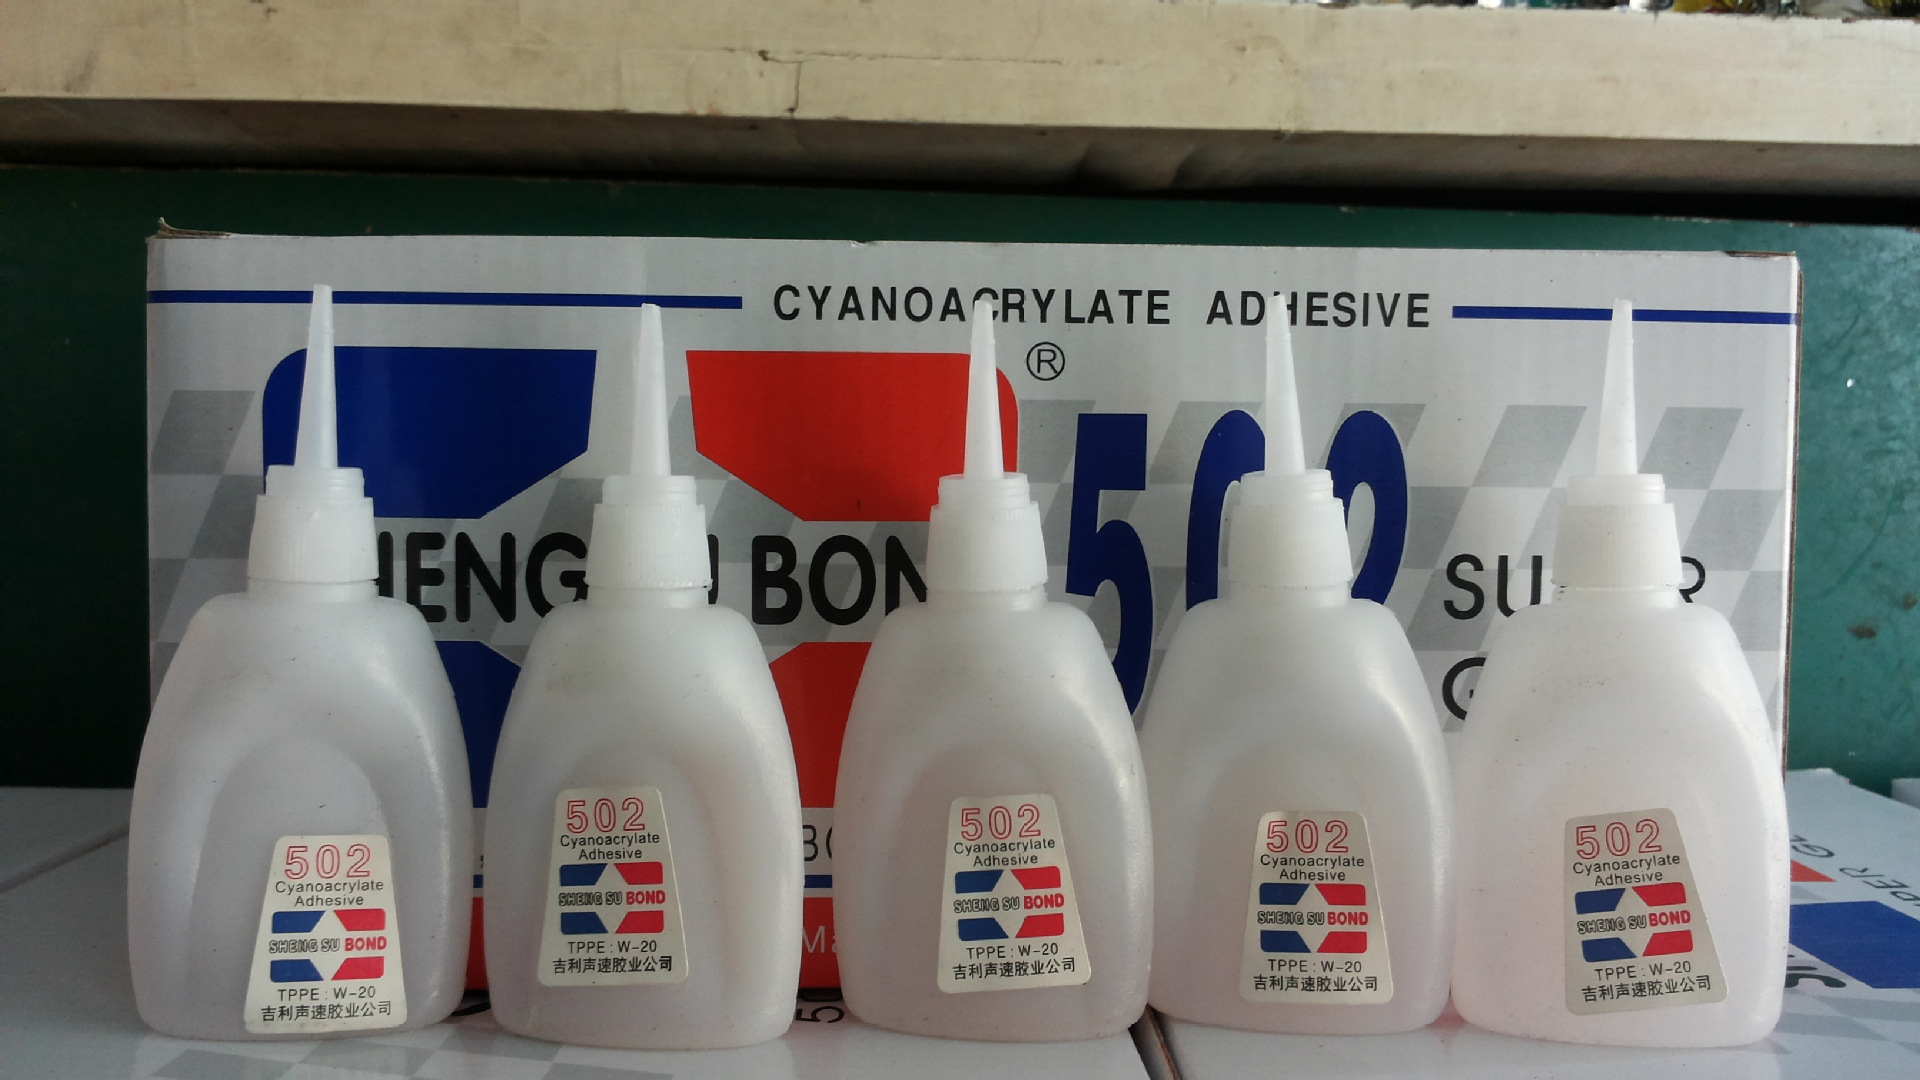 CYANOACRYLATE ADHESIVE
®
SHENG SU BOND 502 SUPER
502
Cyanoacrylate
Adhesive
SHENG SU BOND
TPPE : W-20
吉利声速胶业公司
502
Cyanoacrylate
Adhesive
SHENG SU BOND
TPPE : W-20
吉利声速胶业公司
502
Cyanoacrylate
Adhesive
SHENG SU BOND
TPPE : W-20
吉利声速胶业公司
502
Cyanoacrylate
Adhesive
SHENG SU BOND
TPPE : W-20
吉利声速胶业公司
502
Cyanoacrylate
Adhesive
SHENG SU BOND
TPPE : W-20
吉利声速胶业公司